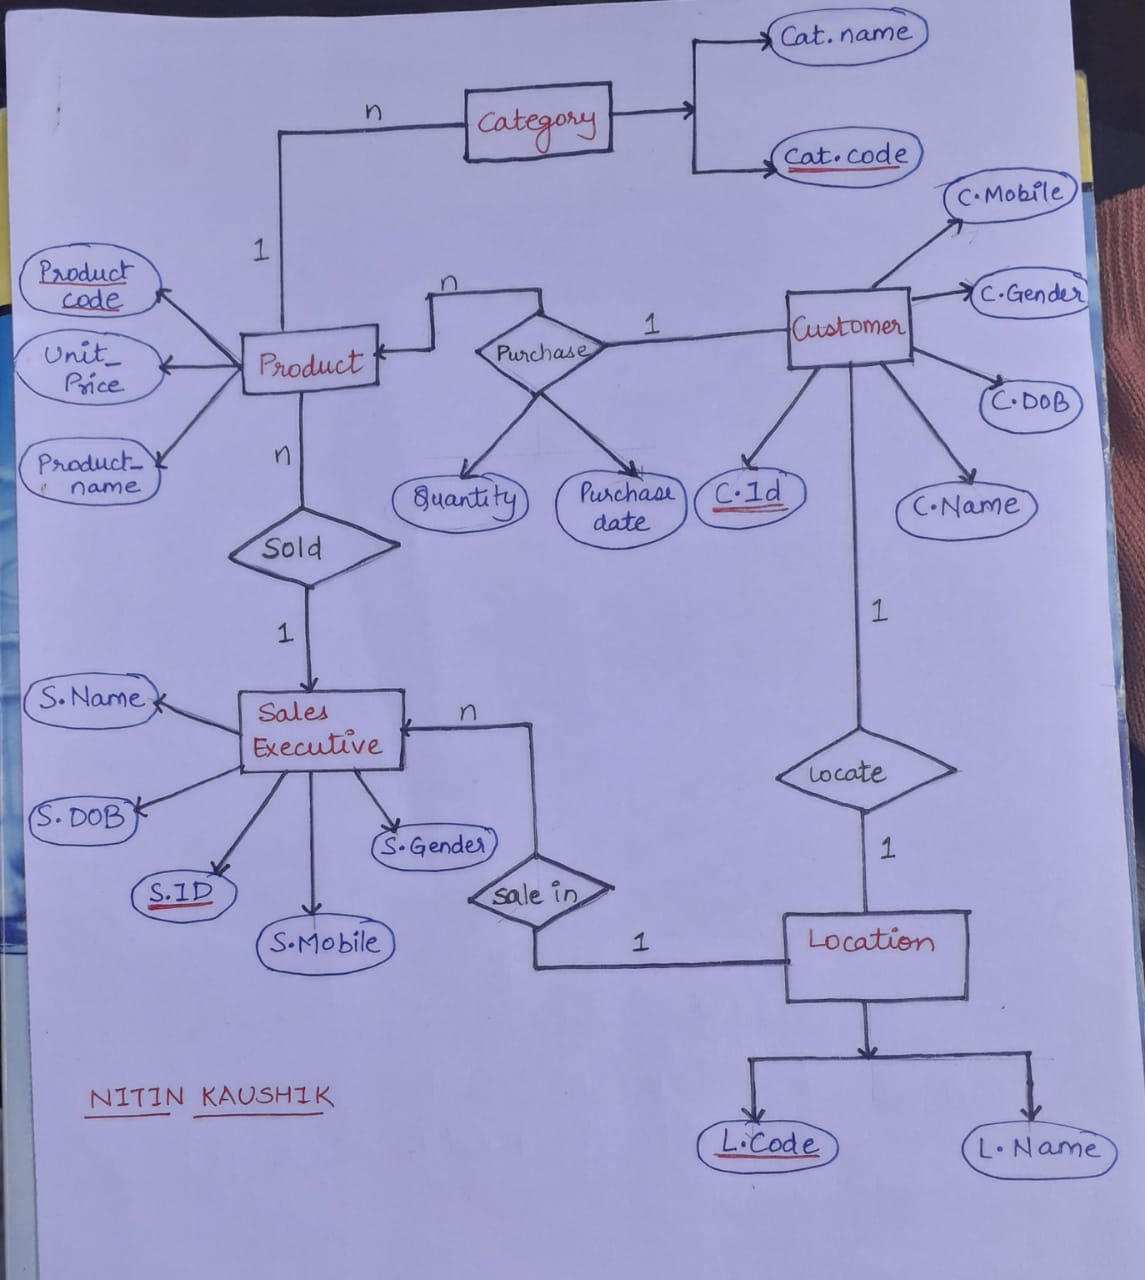 Cat.name
n
Category
Cat.code
C.Mobile
1
Product
code
n
C.Gender
1
Customer
Unit_
Price
Product
Purchase
C.DOB
n
Product_
name
Quantity
Purchase
date
C.Id
C.Name
Sold
1
1
S.Name
Sales
Executive
n
Locate
S.DOB
S.Gender
1
S.ID
Sale in
S.Mobile
1
Location
NITIN KAUSHIK
L.Code
L.Name